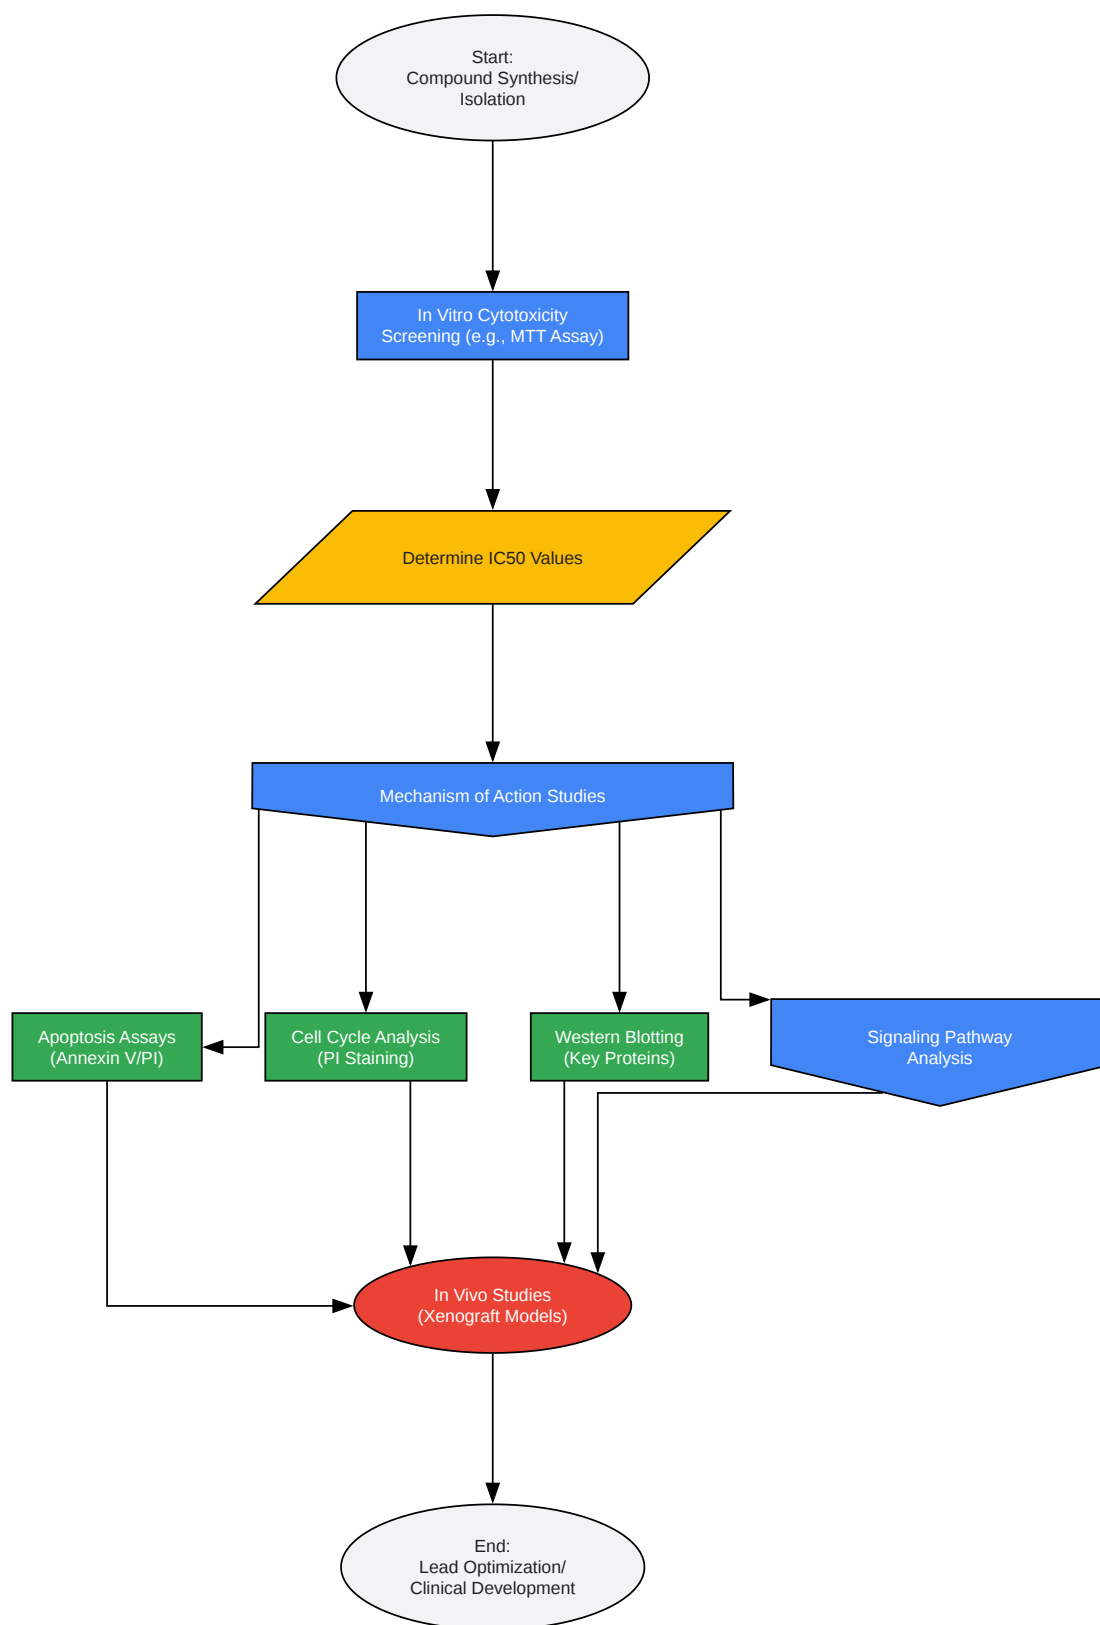 Start:
Compound Synthesis/
Isolation
In Vitro Cytotoxicity
Screening (e.g., MTT Assay)
Determine IC50 Values
Mechanism of Action Studies
Apoptosis Assays
(Annexin V/PI)
Cell Cycle Analysis
(PI Staining)
Western Blotting
(Key Proteins)
Signaling Pathway
Analysis
In Vivo Studies
(Xenograft Models)
End:
Lead Optimization/
Clinical Development